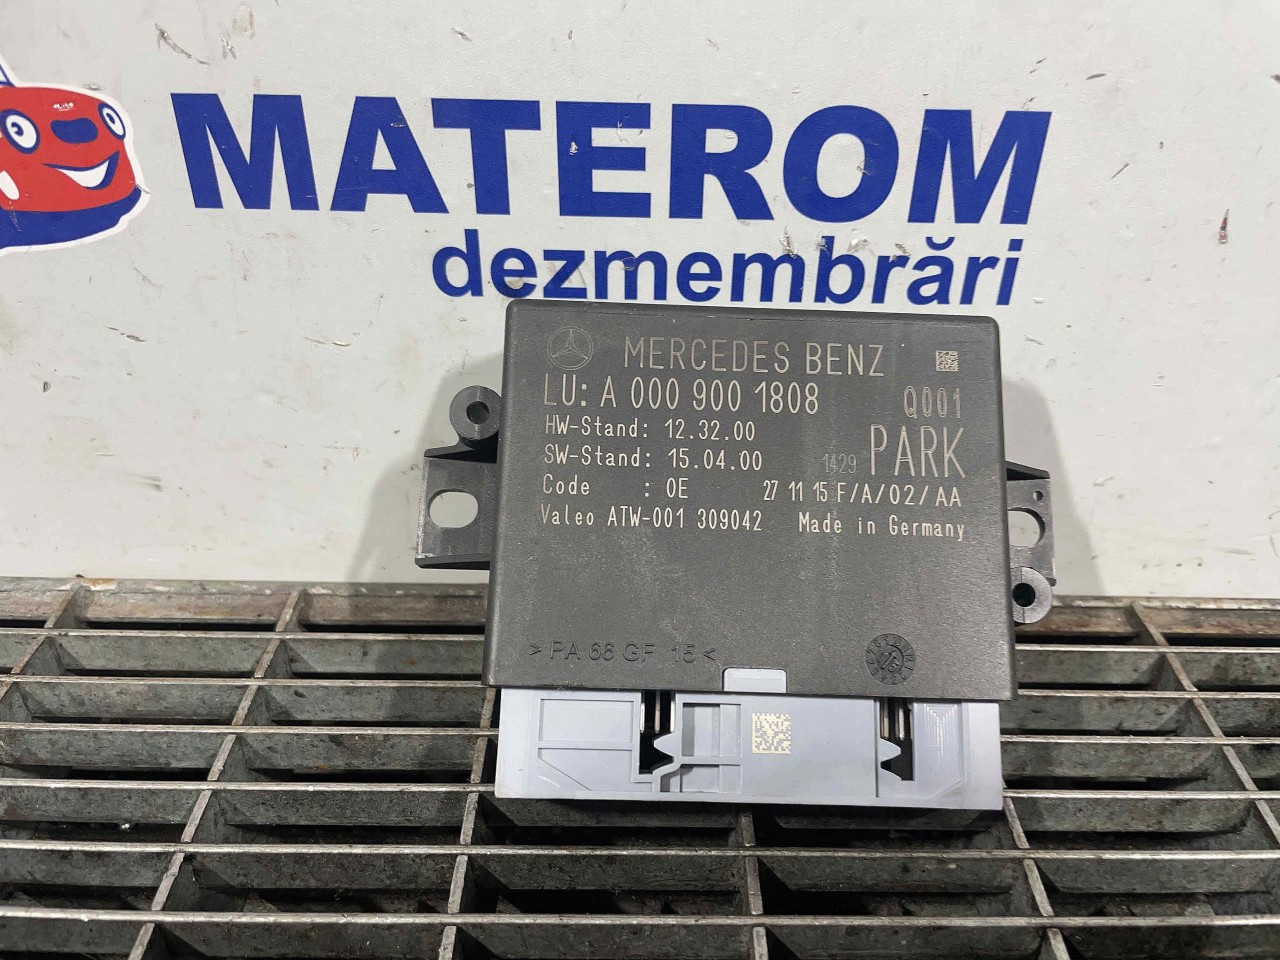 MATEROM
dezmembrări
MERCEDES BENZ
LU: A 000 900 1808 Q001
HW-Stand: 12.32.00
SW-Stand: 15.04.00 1429 PARK
Code : 0E 27 11 15 F/A/02/AA
Valeo ATW-001 309042 Made in Germany
>PA 66 GF 15<